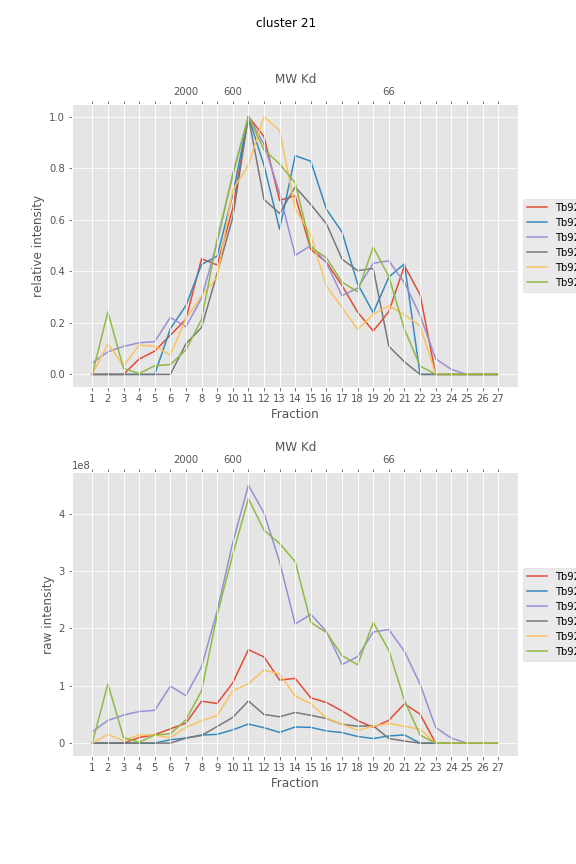 cluster 21
MW Kd
2000 600 66
1.0
0.8
0.6
0.4
0.2
0.0
relative intensity
Tb92
Tb92
Tb92
Tb92
Tb92
Tb92
1 2 3 4 5 6 7 8 9 10 11 12 13 14 15 16 17 18 19 20 21 22 23 24 25 26 27
Fraction
MW Kd
1e8
2000 600 66
4
3
2
1
0
raw intensity
Tb92
Tb92
Tb92
Tb92
Tb92
Tb92
1 2 3 4 5 6 7 8 9 10 11 12 13 14 15 16 17 18 19 20 21 22 23 24 25 26 27
Fraction